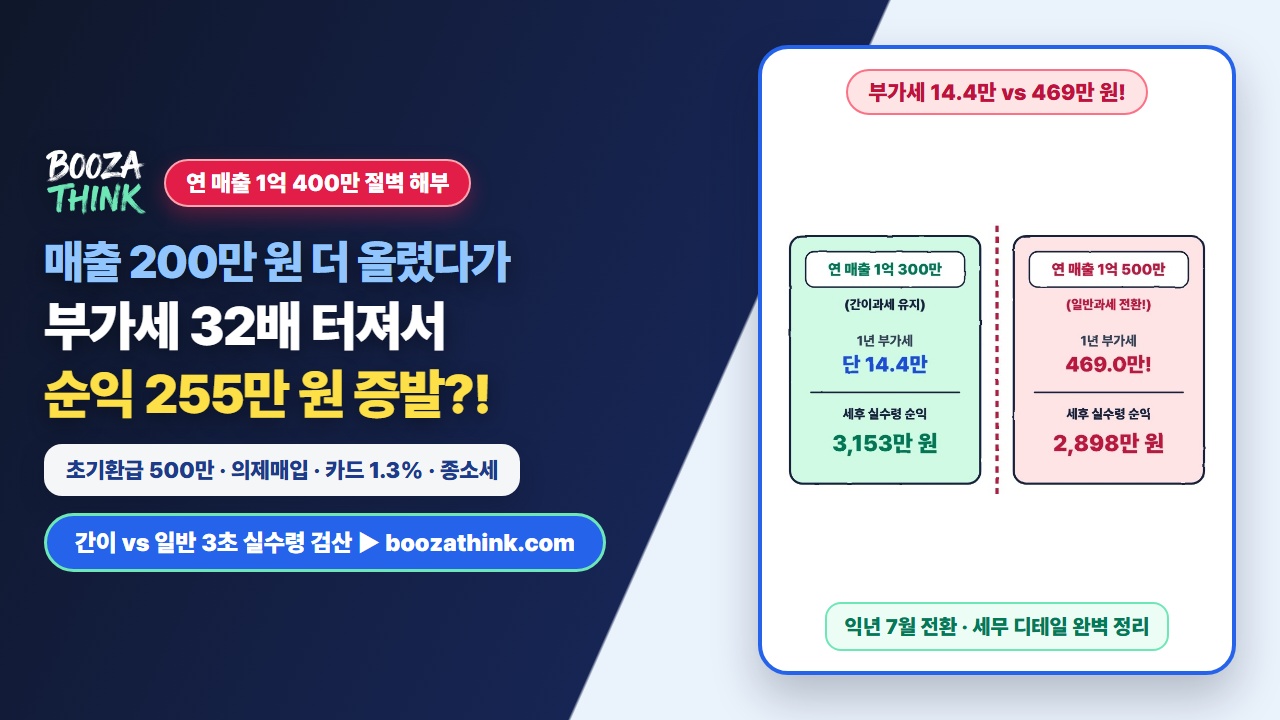 BOOZA
THINK
연 매출 1억 400만 절벽 해부
매출 200만 원 더 올렸다가
부가세 32배 터져서
순익 255만 원 증발?!
초기환급 500만 · 의제매입 · 카드 1.3% · 종소세
간이 vs 일반 3초 실수령 검산 ▶ boozathink.com
부가세 14.4만 vs 469만 원!
연 매출 1억 300만
(간이과세 유지)
1년 부가세
단 14.4만
세후 실수령 순익
3,153만 원
연 매출 1억 500만
(일반과세 전환!)
1년 부가세
469.0만!
세후 실수령 순익
2,898만 원
익년 7월 전환 · 세무 디테일 완벽 정리